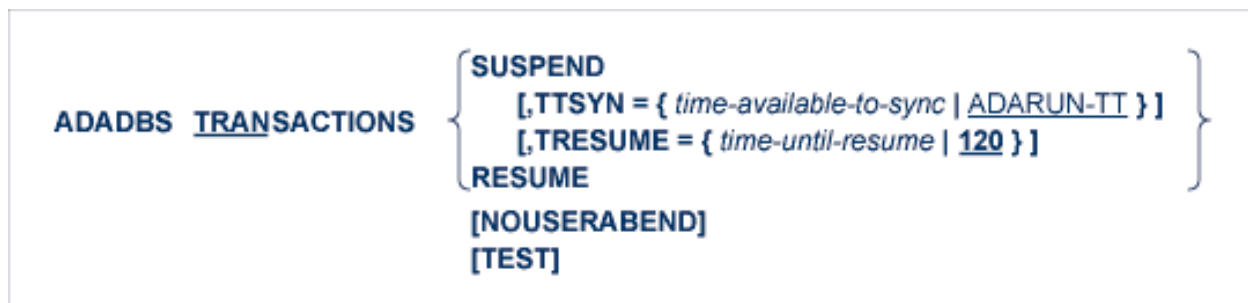 SUSPEND
[,TTSYN = { time-available-to-sync | ADARUN-TT } ]
ADADBS TRANSACTIONS
[,TRESUME = { time-until-resume | 120 } ]
RESUME
[NOUSERABEND]
[TEST]